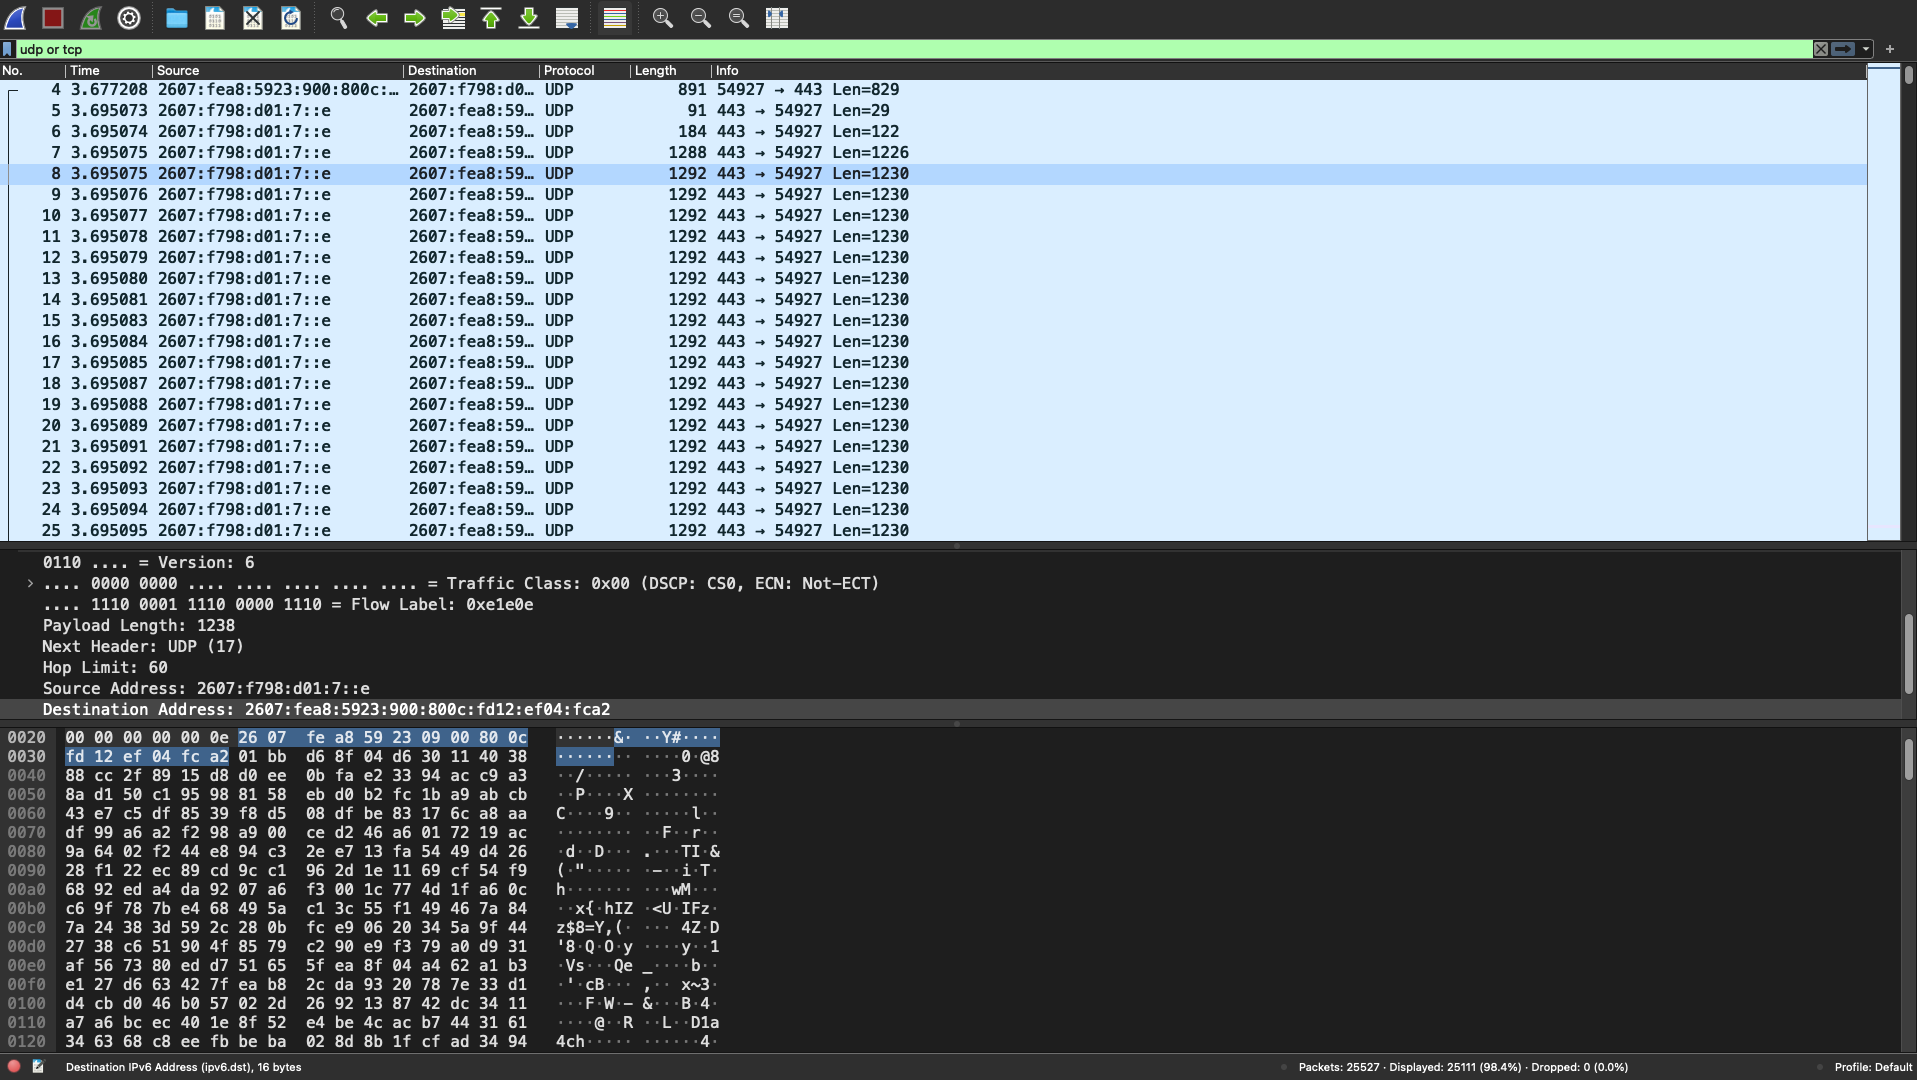 udp or tcp
No. Time Source Destination Protocol Length Info
4 3.677208 2607:fea8:5923:900:800c:… 2607:f798:d0… UDP 891 54927 → 443 Len=829
5 3.695073 2607:f798:d01:7::e 2607:fea8:59… UDP 91 443 → 54927 Len=29
6 3.695074 2607:f798:d01:7::e 2607:fea8:59… UDP 184 443 → 54927 Len=122
7 3.695075 2607:f798:d01:7::e 2607:fea8:59… UDP 1288 443 → 54927 Len=1226
8 3.695075 2607:f798:d01:7::e 2607:fea8:59… UDP 1292 443 → 54927 Len=1230
9 3.695076 2607:f798:d01:7::e 2607:fea8:59… UDP 1292 443 → 54927 Len=1230
10 3.695077 2607:f798:d01:7::e 2607:fea8:59… UDP 1292 443 → 54927 Len=1230
11 3.695078 2607:f798:d01:7::e 2607:fea8:59… UDP 1292 443 → 54927 Len=1230
12 3.695079 2607:f798:d01:7::e 2607:fea8:59… UDP 1292 443 → 54927 Len=1230
13 3.695080 2607:f798:d01:7::e 2607:fea8:59… UDP 1292 443 → 54927 Len=1230
14 3.695081 2607:f798:d01:7::e 2607:fea8:59… UDP 1292 443 → 54927 Len=1230
15 3.695083 2607:f798:d01:7::e 2607:fea8:59… UDP 1292 443 → 54927 Len=1230
16 3.695084 2607:f798:d01:7::e 2607:fea8:59… UDP 1292 443 → 54927 Len=1230
17 3.695085 2607:f798:d01:7::e 2607:fea8:59… UDP 1292 443 → 54927 Len=1230
18 3.695087 2607:f798:d01:7::e 2607:fea8:59… UDP 1292 443 → 54927 Len=1230
19 3.695088 2607:f798:d01:7::e 2607:fea8:59… UDP 1292 443 → 54927 Len=1230
20 3.695089 2607:f798:d01:7::e 2607:fea8:59… UDP 1292 443 → 54927 Len=1230
21 3.695091 2607:f798:d01:7::e 2607:fea8:59… UDP 1292 443 → 54927 Len=1230
22 3.695092 2607:f798:d01:7::e 2607:fea8:59… UDP 1292 443 → 54927 Len=1230
23 3.695093 2607:f798:d01:7::e 2607:fea8:59… UDP 1292 443 → 54927 Len=1230
24 3.695094 2607:f798:d01:7::e 2607:fea8:59… UDP 1292 443 → 54927 Len=1230
25 3.695095 2607:f798:d01:7::e 2607:fea8:59… UDP 1292 443 → 54927 Len=1230
0110 .... = Version: 6
> .... 0000 0000 .... .... .... .... .... = Traffic Class: 0x00 (DSCP: CS0, ECN: Not-ECT)
.... 1110 0001 1110 0000 1110 = Flow Label: 0xe1e0e
Payload Length: 1238
Next Header: UDP (17)
Hop Limit: 60
Source Address: 2607:f798:d01:7::e
Destination Address: 2607:fea8:5923:900:800c:fd12:ef04:fca2
0020 00 00 00 00 00 0e 26 07 fe a8 59 23 09 00 80 0c ······&· ··Y#····
0030 fd 12 ef 04 fc a2 01 bb d6 8f 04 d6 30 11 40 38 ········ ····0·@8
0040 88 cc 2f 89 15 d8 d0 ee 0b fa e2 33 94 ac c9 a3 ··/····· ···3····
0050 8a d1 50 c1 95 98 81 58 eb d0 b2 fc 1b a9 ab cb ··P····X ········
0060 43 e7 c5 df 85 39 f8 d5 08 df be 83 17 6c a8 aa C····9·· ·····l··
0070 df 99 a6 a2 f2 98 a9 00 ce d2 46 a6 01 72 19 ac ········ ··F··r··
0080 9a 64 02 f2 44 e8 94 c3 2e e7 13 fa 54 49 d4 26 ·d··D··· .···TI·&
0090 28 f1 22 ec 89 cd 9c c1 96 2d 1e 11 69 cf 54 f9 (·"····· ·-··i·T·
00a0 68 92 ed a4 da 92 07 a6 f3 00 1c 77 4d 1f a6 0c h······· ···wM···
00b0 c6 9f 78 7b e4 68 49 5a c1 3c 55 f1 49 46 7a 84 ··x{·hIZ ·<U·IFz·
00c0 7a 24 38 3d 59 2c 28 0b fc e9 06 20 34 5a 9f 44 z$8=Y,(· ··· 4Z·D
00d0 27 38 c6 51 90 4f 85 79 c2 90 e9 f3 79 a0 d9 31 '8·Q·O·y ····y··1
00e0 af 56 73 80 ed d7 51 65 5f ea 8f 04 a4 62 a1 b3 ·Vs···Qe _····b··
00f0 e1 27 d6 63 42 7f ea b8 2c da 93 20 78 7e 33 d1 ·'·cB··· ,·· x~3·
0100 d4 cb d0 46 b0 57 02 2d 26 92 13 87 42 dc 34 11 ···F·W·- &···B·4·
0110 a7 a6 bc ec 40 1e 8f 52 e4 be 4c ac b7 44 31 61 ····@··R ··L··D1a
0120 34 63 68 c8 ee fb be ba 02 8d 8b 1f cf ad 34 94 4ch····· ······4·
Destination IPv6 Address (ipv6.dst), 16 bytes Packets: 25527 · Displayed: 25111 (98.4%) · Dropped: 0 (0.0%) Profile: Default